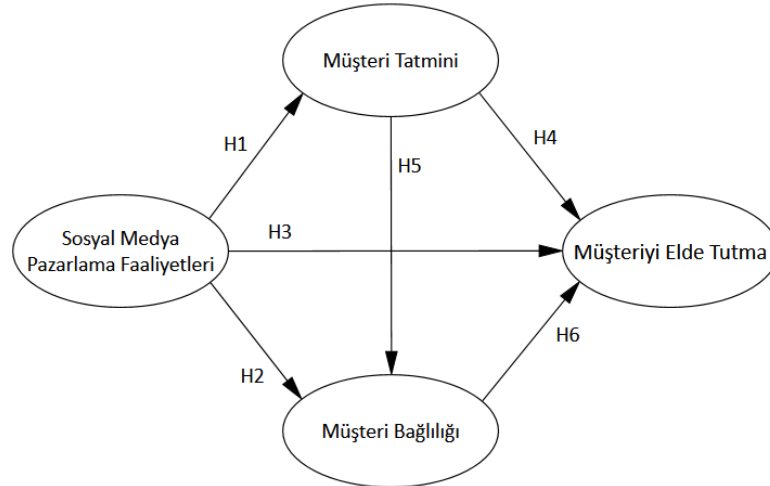 Müşteri Tatmini
H1
H4
H5
Sosyal Medya
Pazarlama Faaliyetleri
H3
Müşteriyi Elde Tutma
H2
H6
Müşteri Bağlılığı